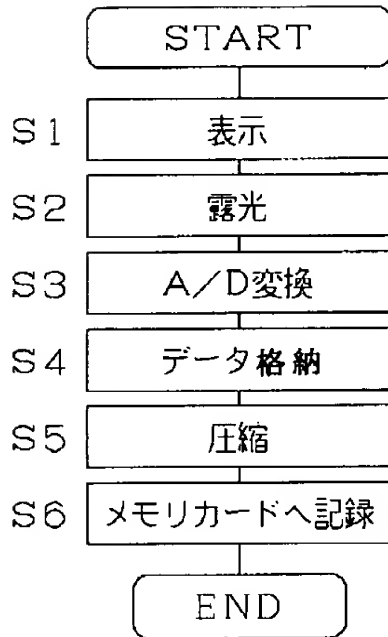 START
S1 表示
S2 露光
S3 A/D変換
S4 データ格納
S5 圧縮
S6 メモリカードへ記録
END